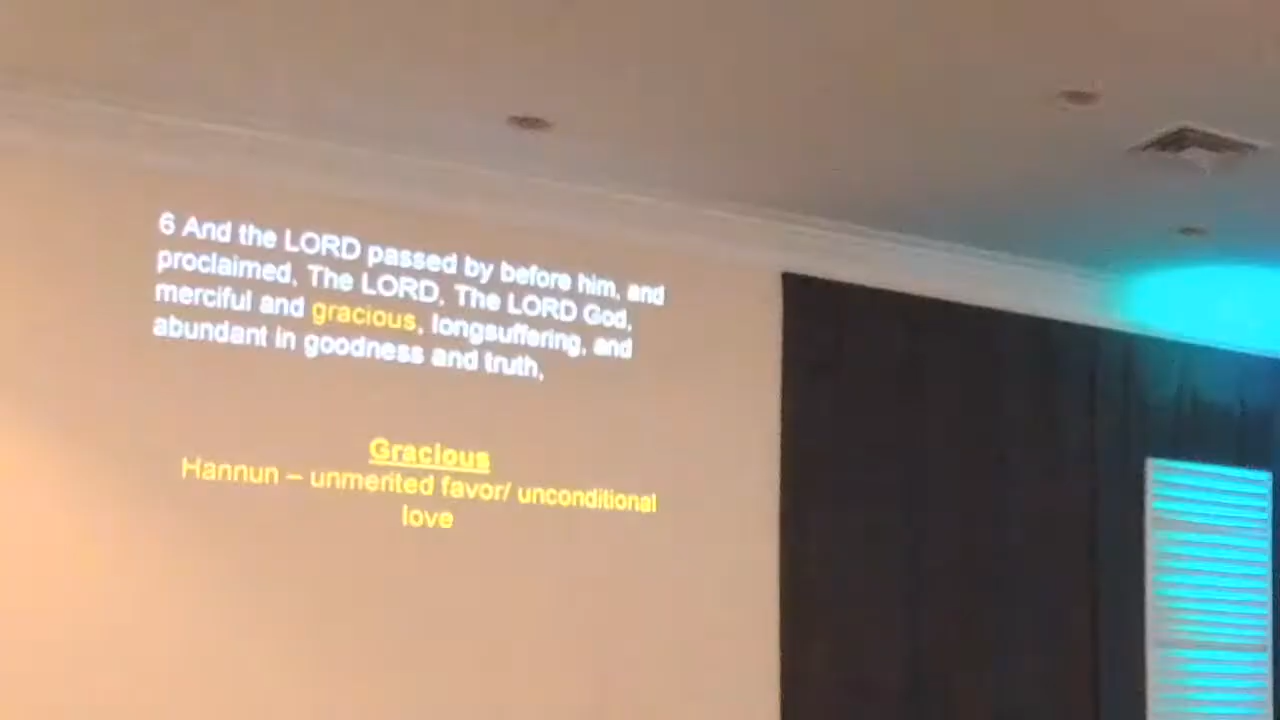 6 And the LORD passed by before him, and
proclaimed, The LORD, The LORD God,
merciful and gracious, longsuffering, and
abundant in goodness and truth,
Gracious
Hannun – unmerited favor/ unconditional
love